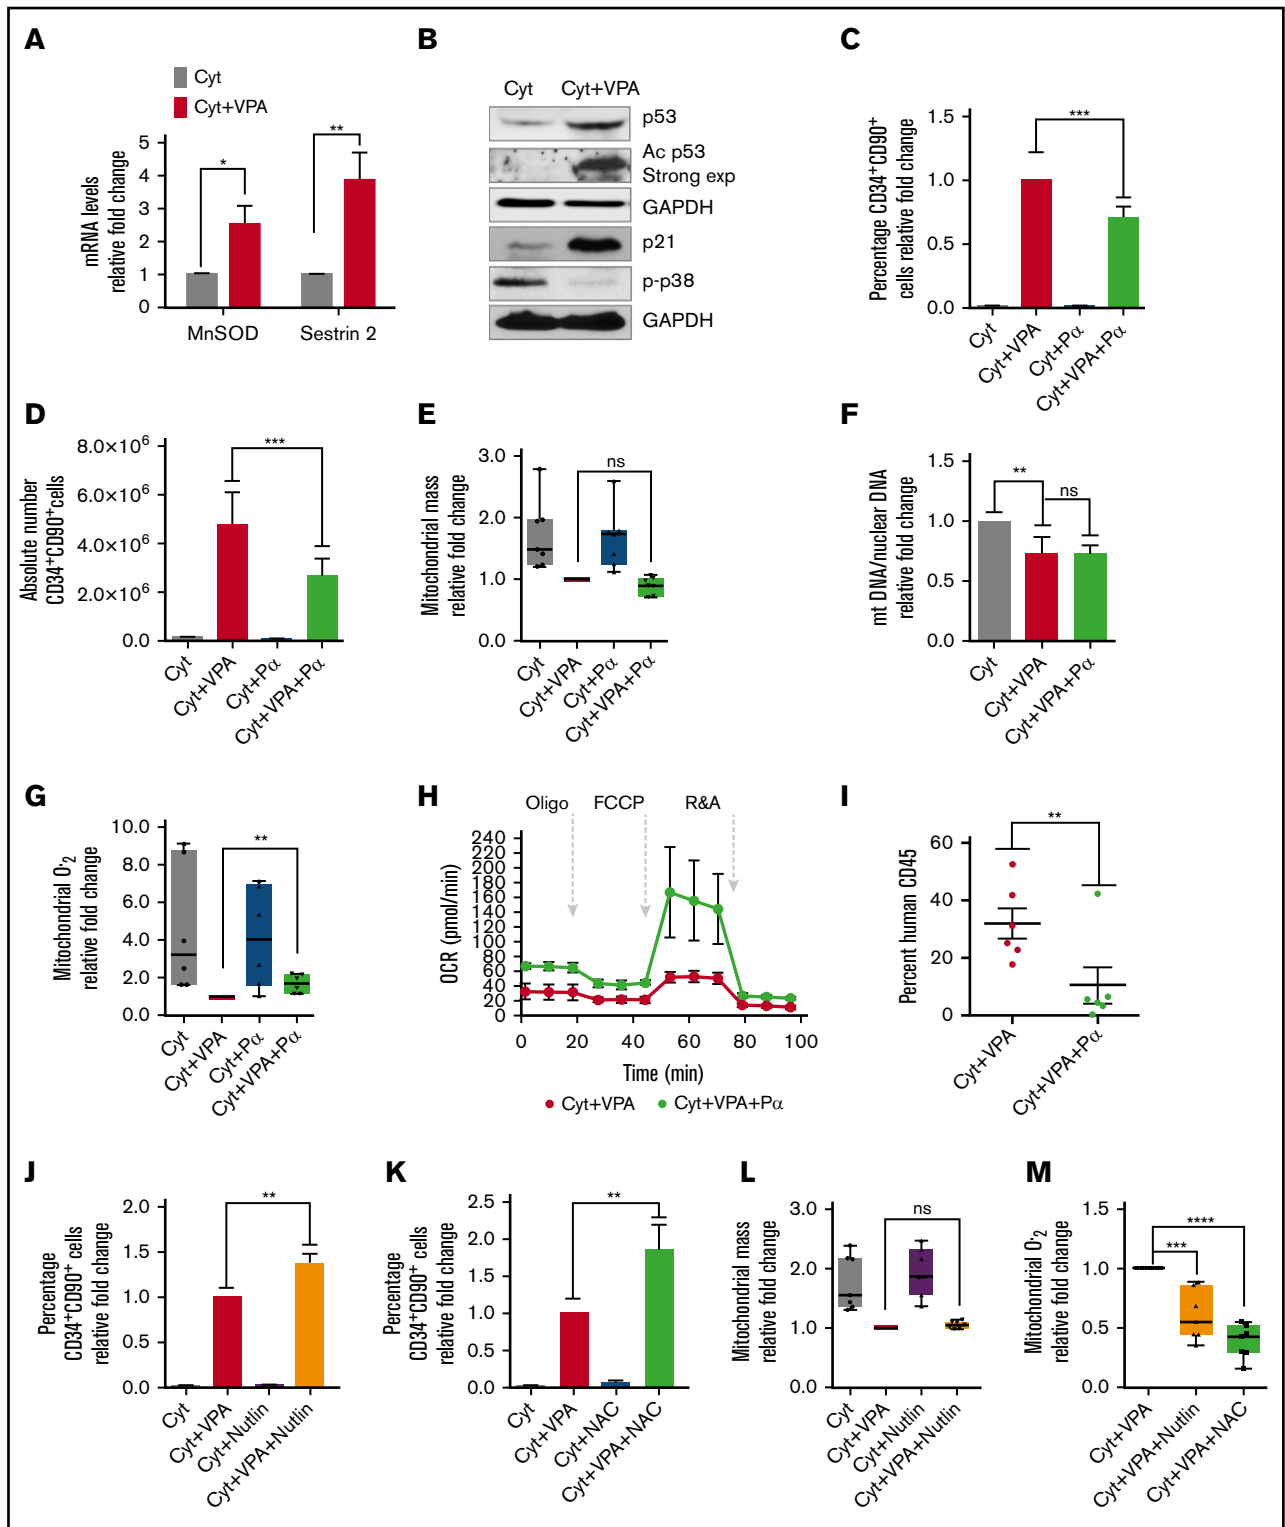 A
Cyt
Cyt+VPA
mRNA levels
relative fold change
5
4
3
2
1
0
*
**
MnSOD
Sestrin 2
B
Cyt
Cyt+VPA
p53
Ac p53
Strong exp
GAPDH
p21
p-p38
GAPDH
C
Percentage CD34+CD90+
cells relative fold change
1.5
1.0
0.5
0.0
***
Cyt
Cyt+VPA
Cyt+Pα
Cyt+VPA+Pα
D
Absolute number
CD34+CD90+cells
8.0×10⁶
6.0×10⁶
4.0×10⁶
2.0×10⁶
0.0
***
Cyt
Cyt+VPA
Cyt+Pα
Cyt+VPA+Pα
E
Mitochondrial mass
relative fold change
3.0
2.0
1.0
0.0
ns
Cyt
Cyt+VPA
Cyt+Pα
Cyt+VPA+Pα
F
mt DNA/nuclear DNA
relative fold change
1.5
1.0
0.5
0.0
**
ns
Cyt
Cyt+VPA
Cyt+VPA+Pα
G
Mitochondrial O·₂
relative fold change
10.0
8.0
6.0
4.0
2.0
0.0
**
Cyt
Cyt+VPA
Cyt+Pα
Cyt+VPA+Pα
H
Oligo
FCCP
R&A
OCR (pmol/min)
240
220
200
180
160
140
120
100
80
60
40
20
0
0
20
40
60
80
100
Time (min)
Cyt+VPA
Cyt+VPA+Pα
I
Percent human CD45
60
40
20
0
**
Cyt+VPA
Cyt+VPA+Pα
J
Percentage
CD34+CD90+ cells
relative fold change
2.0
1.5
1.0
0.5
0.0
**
Cyt
Cyt+VPA
Cyt+Nutlin
Cyt+VPA+Nutlin
K
Percentage
CD34+CD90+ cells
relative fold change
2.5
2.0
1.5
1.0
0.5
0.0
**
Cyt
Cyt+VPA
Cyt+NAC
Cyt+VPA+NAC
L
Mitochondrial mass
relative fold change
3.0
2.0
1.0
0.0
ns
Cyt
Cyt+VPA
Cyt+Nutlin
Cyt+VPA+Nutlin
M
Mitochondrial O·₂
relative fold change
1.5
1.0
0.5
0.0
****
***
Cyt+VPA
Cyt+VPA+Nutlin
Cyt+VPA+NAC